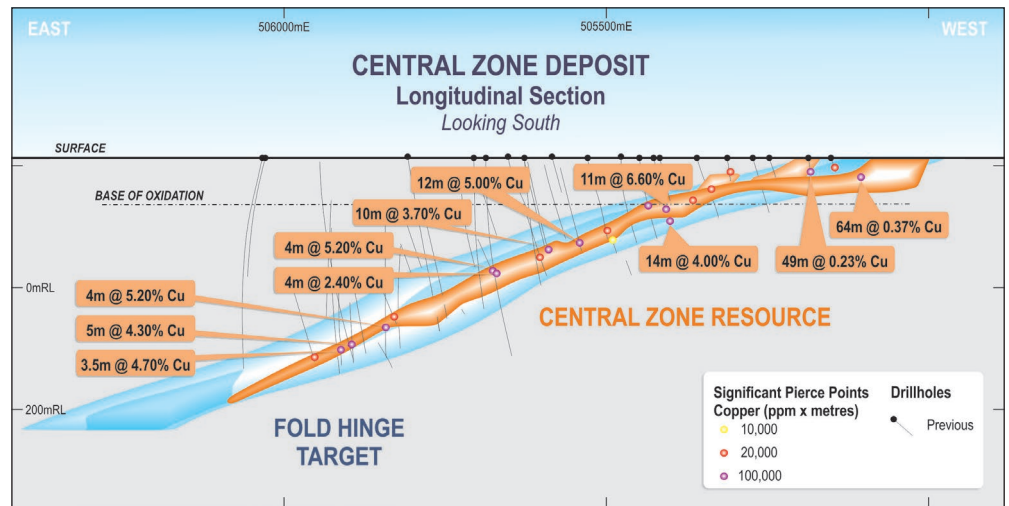 EAST
506000mE
505500mE
WEST
CENTRAL ZONE DEPOSIT
Longitudinal Section
Looking South
SURFACE
BASE OF OXIDATION
12m @ 5.00% Cu
11m @ 6.60% Cu
10m @ 3.70% Cu
64m @ 0.37% Cu
4m @ 5.20% Cu
14m @ 4.00% Cu
49m @ 0.23% Cu
4m @ 2.40% Cu
0mRL
4m @ 5.20% Cu
5m @ 4.30% Cu
3.5m @ 4.70% Cu
CENTRAL ZONE RESOURCE
200mRL
FOLD HINGE
TARGET
Significant Pierce Points
Copper (ppm x metres)
10,000
20,000
100,000
Drillholes
Previous